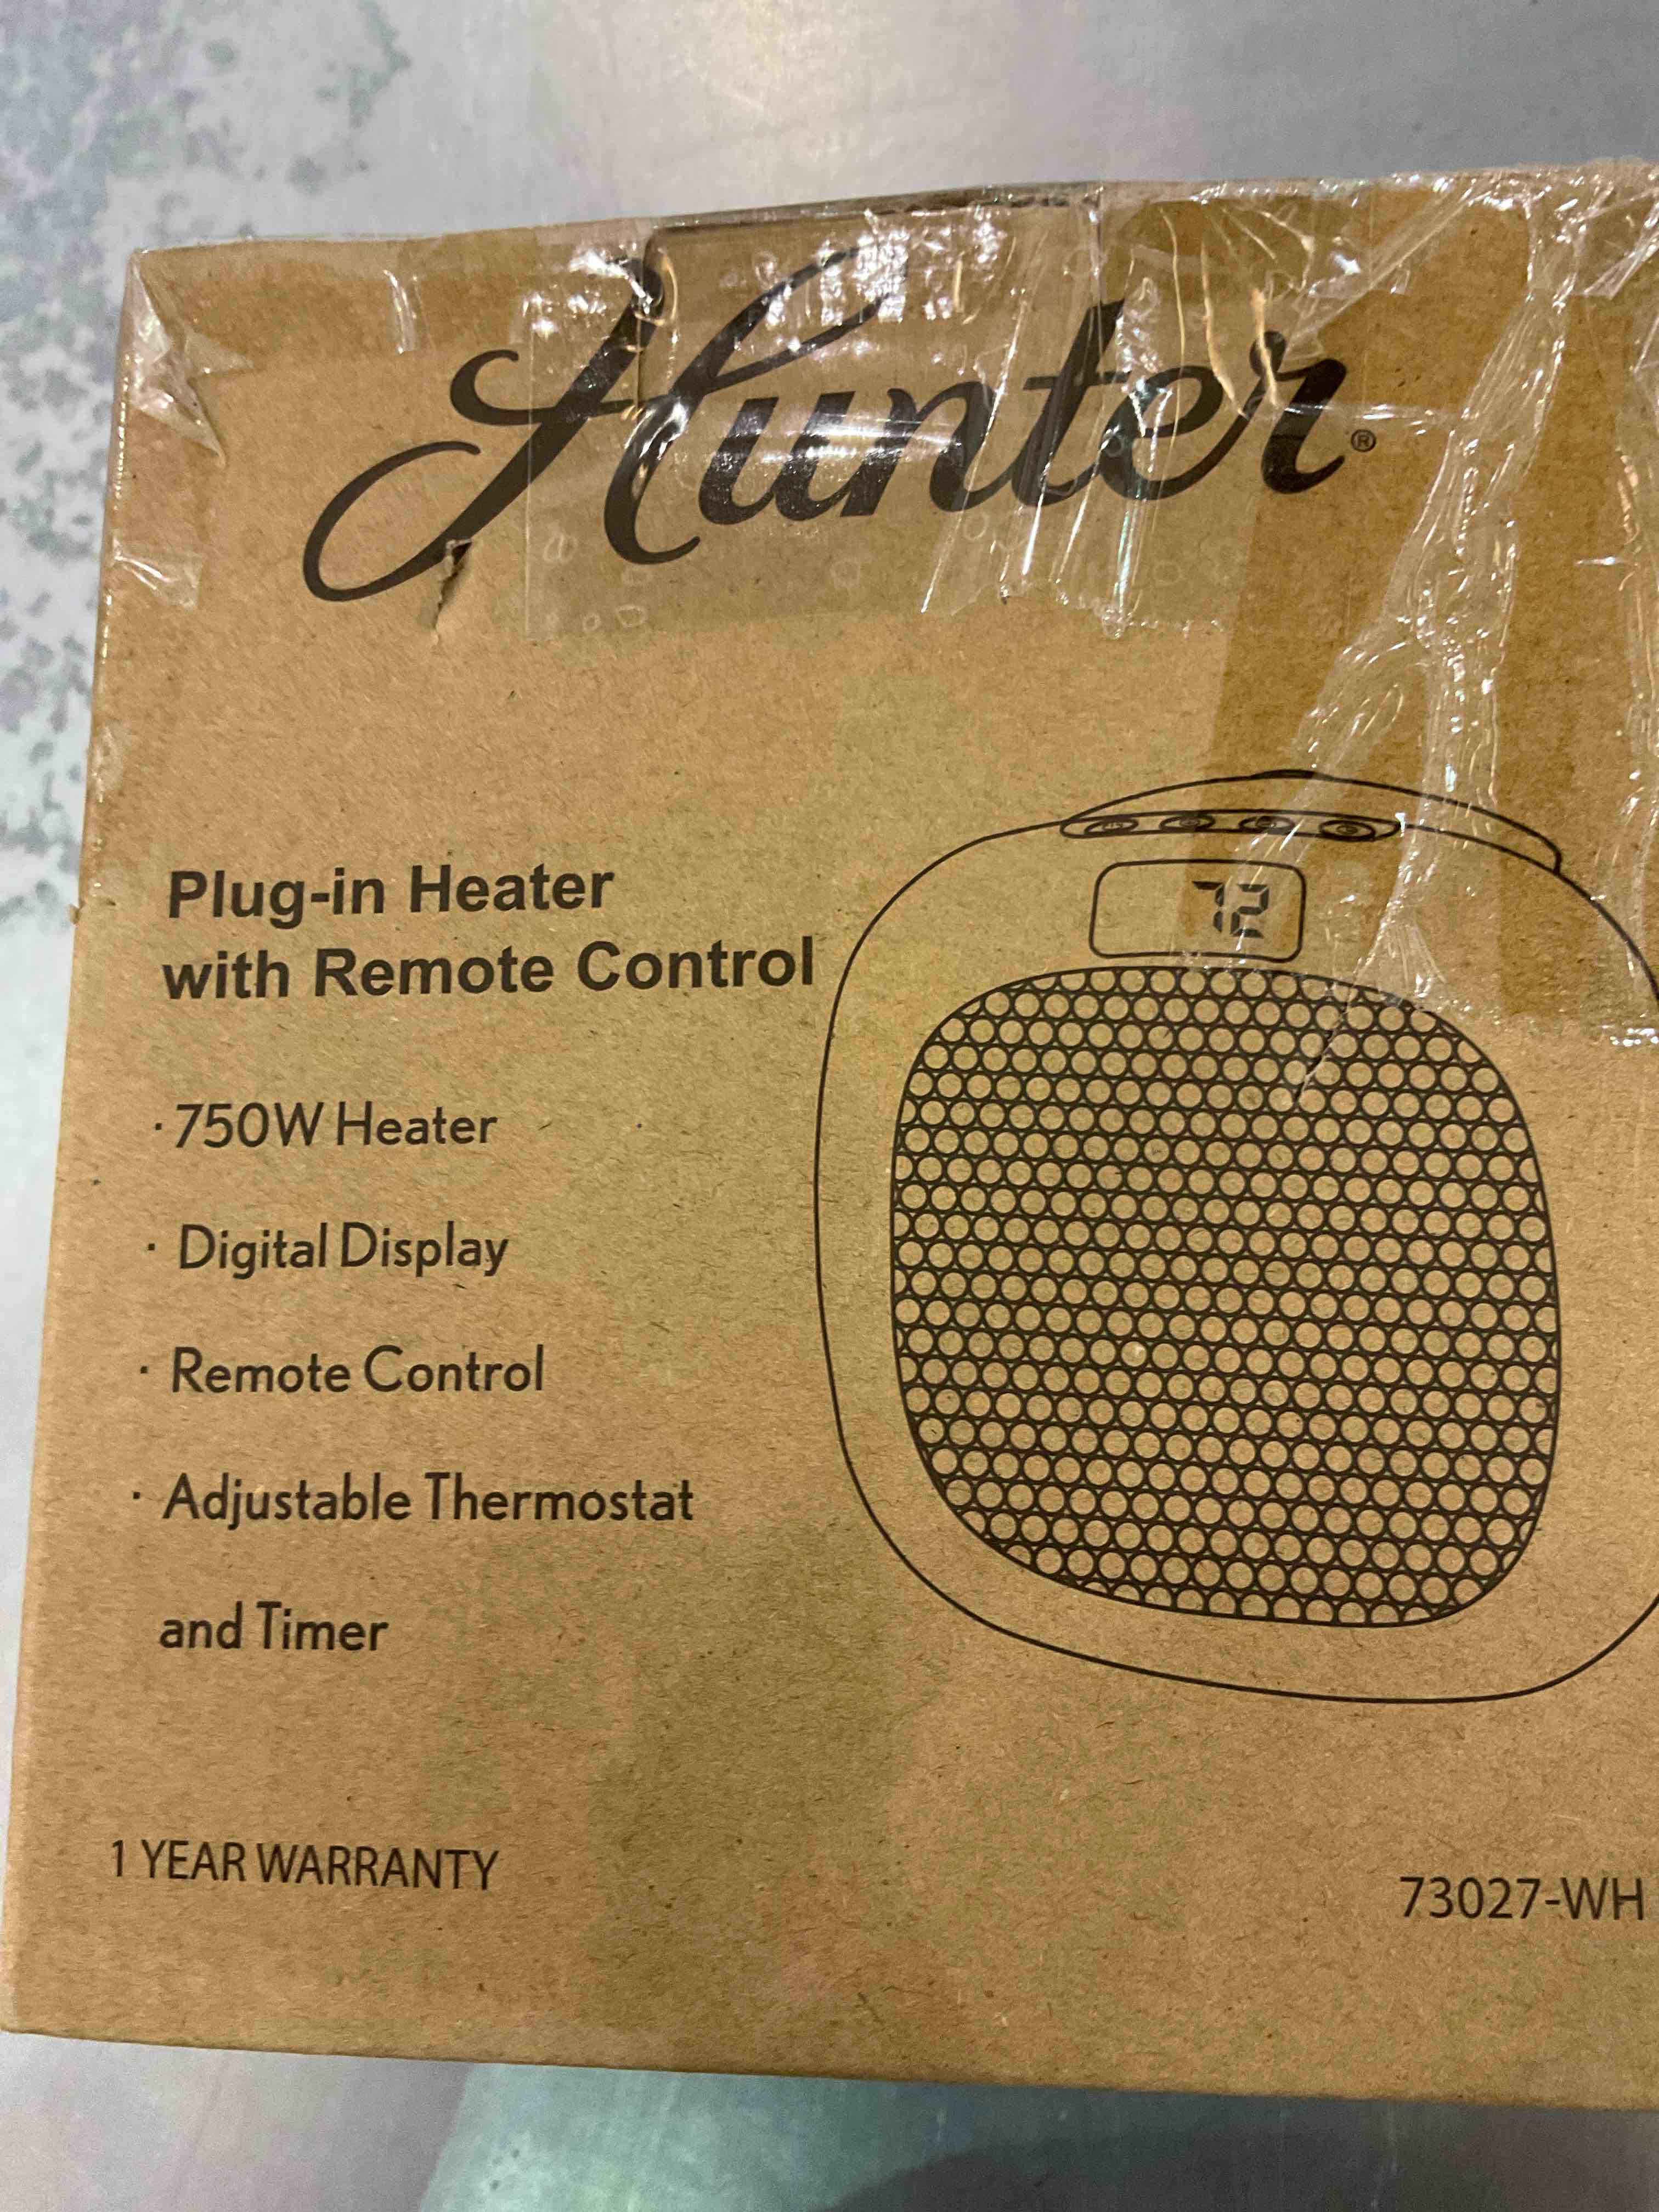 Hunter®
Plug-in Heater
with Remote Control
72
·750W Heater
· Digital Display
· Remote Control
· Adjustable Thermostat
and Timer
1 YEAR WARRANTY
73027-WH